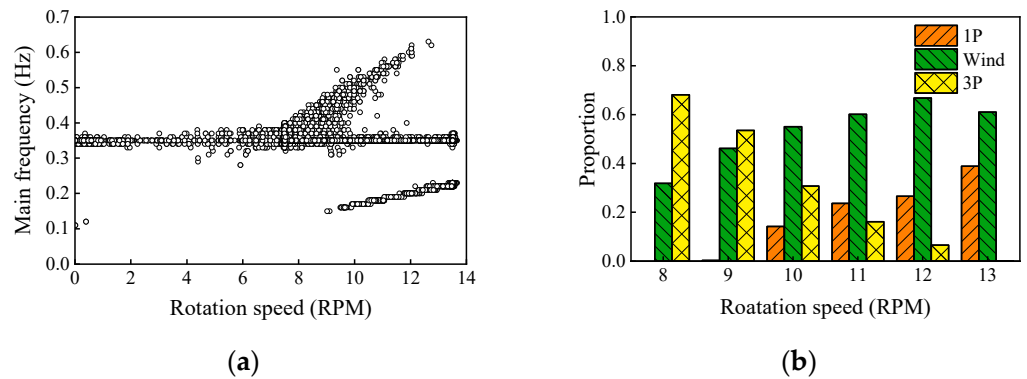 0.7
0.6
0.5
0.4
0.3
0.2
0.1
0.0
Main frequency (Hz)
0 2 4 6 8 10 12 14
Rotation speed (RPM)
(a)
1.0
0.8
0.6
0.4
0.2
0.0
Proportion
1P
Wind
3P
8 9 10 11 12 13
Roatation speed (RPM)
(b)